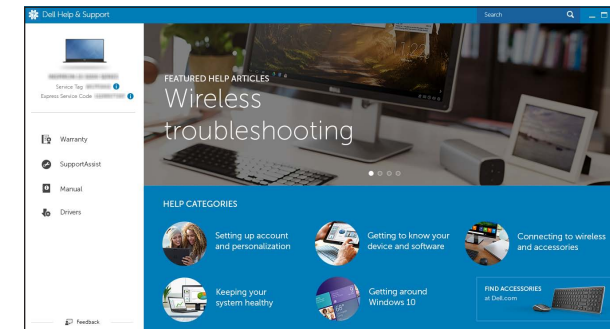 Dell Help & Support
Search
Service Tag:
Express Service Code:
Warranty
SupportAssist
Manual
Drivers
Feedback
FEATURED HELP ARTICLES
Wireless
troubleshooting
HELP CATEGORIES
Setting up account
and personalization
Getting to know your
device and software
Connecting to wireless
and accessories
Keeping your
system healthy
Getting around
Windows 10
FIND ACCESSORIES
at Dell.com